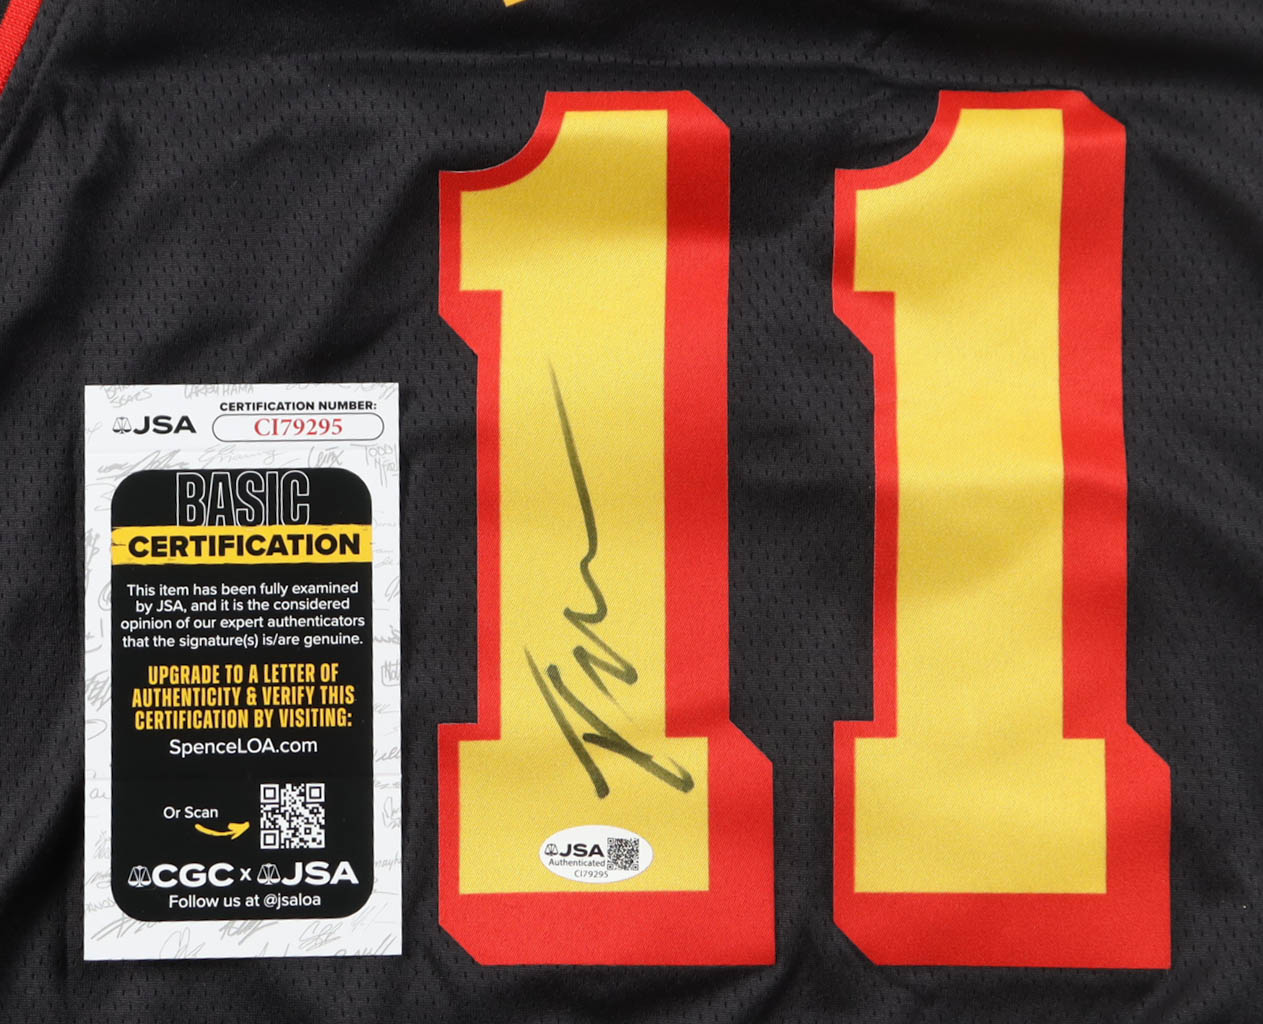 11
JSA
CERTIFICATION NUMBER:
CI79295
BASIC
CERTIFICATION
This item has been fully examined
by JSA, and it is the considered
opinion of our expert authenticators
that the signature(s) is/are genuine.
UPGRADE TO A LETTER OF
AUTHENTICITY & VERIFY THIS
CERTIFICATION BY VISITING:
SpenceLOA.com
Or Scan
CGC x JSA
Follow us at @jsaloa
JSA
Authenticated
CI79295